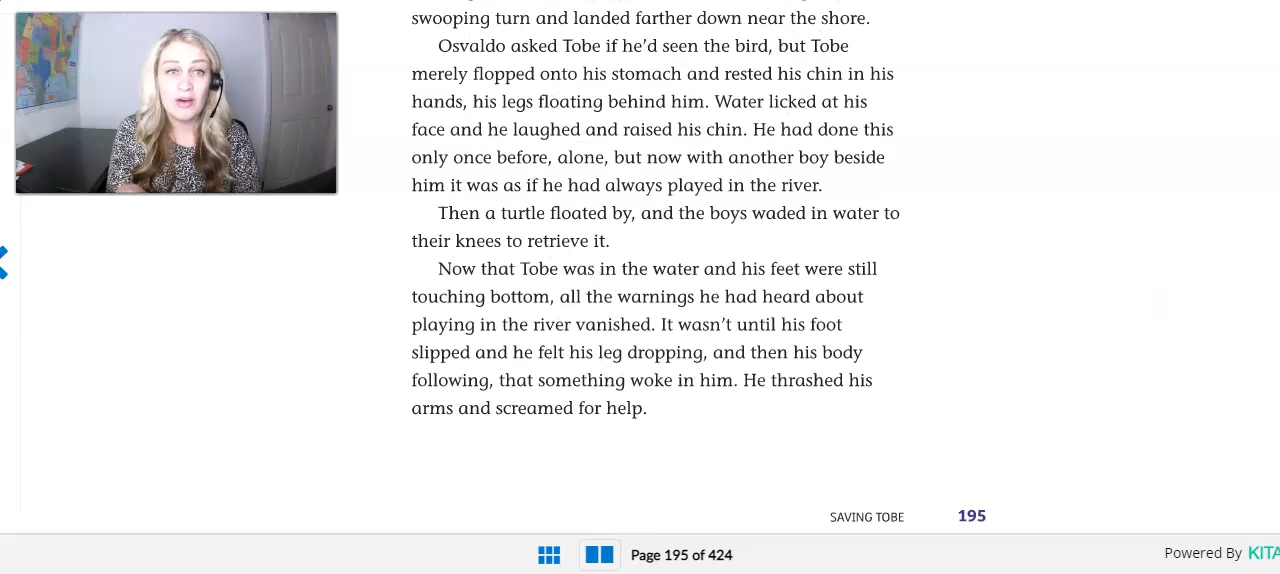 swooping turn and landed farther down near the shore.
Osvaldo asked Tobe if he’d seen the bird, but Tobe
merely flopped onto his stomach and rested his chin in his
hands, his legs floating behind him. Water licked at his
face and he laughed and raised his chin. He had done this
only once before, alone, but now with another boy beside
him it was as if he had always played in the river.
Then a turtle floated by, and the boys waded in water to
their knees to retrieve it.
Now that Tobe was in the water and his feet were still
touching bottom, all the warnings he had heard about
playing in the river vanished. It wasn’t until his foot
slipped and he felt his leg dropping, and then his body
following, that something woke in him. He thrashed his
arms and screamed for help.
SAVING TOBE 195
Page 195 of 424
Powered By KITA